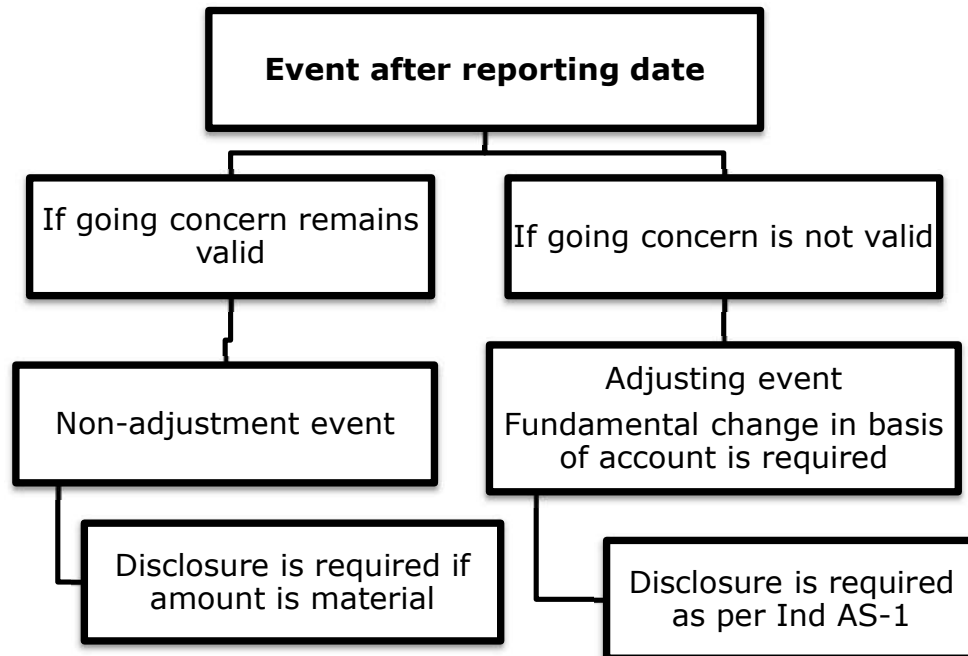 Event after reporting date
If going concern remains
valid
If going concern is not valid
Non-adjustment event
Adjusting event
Fundamental change in basis
of account is required
Disclosure is required if
amount is material
Disclosure is required
as per Ind AS-1